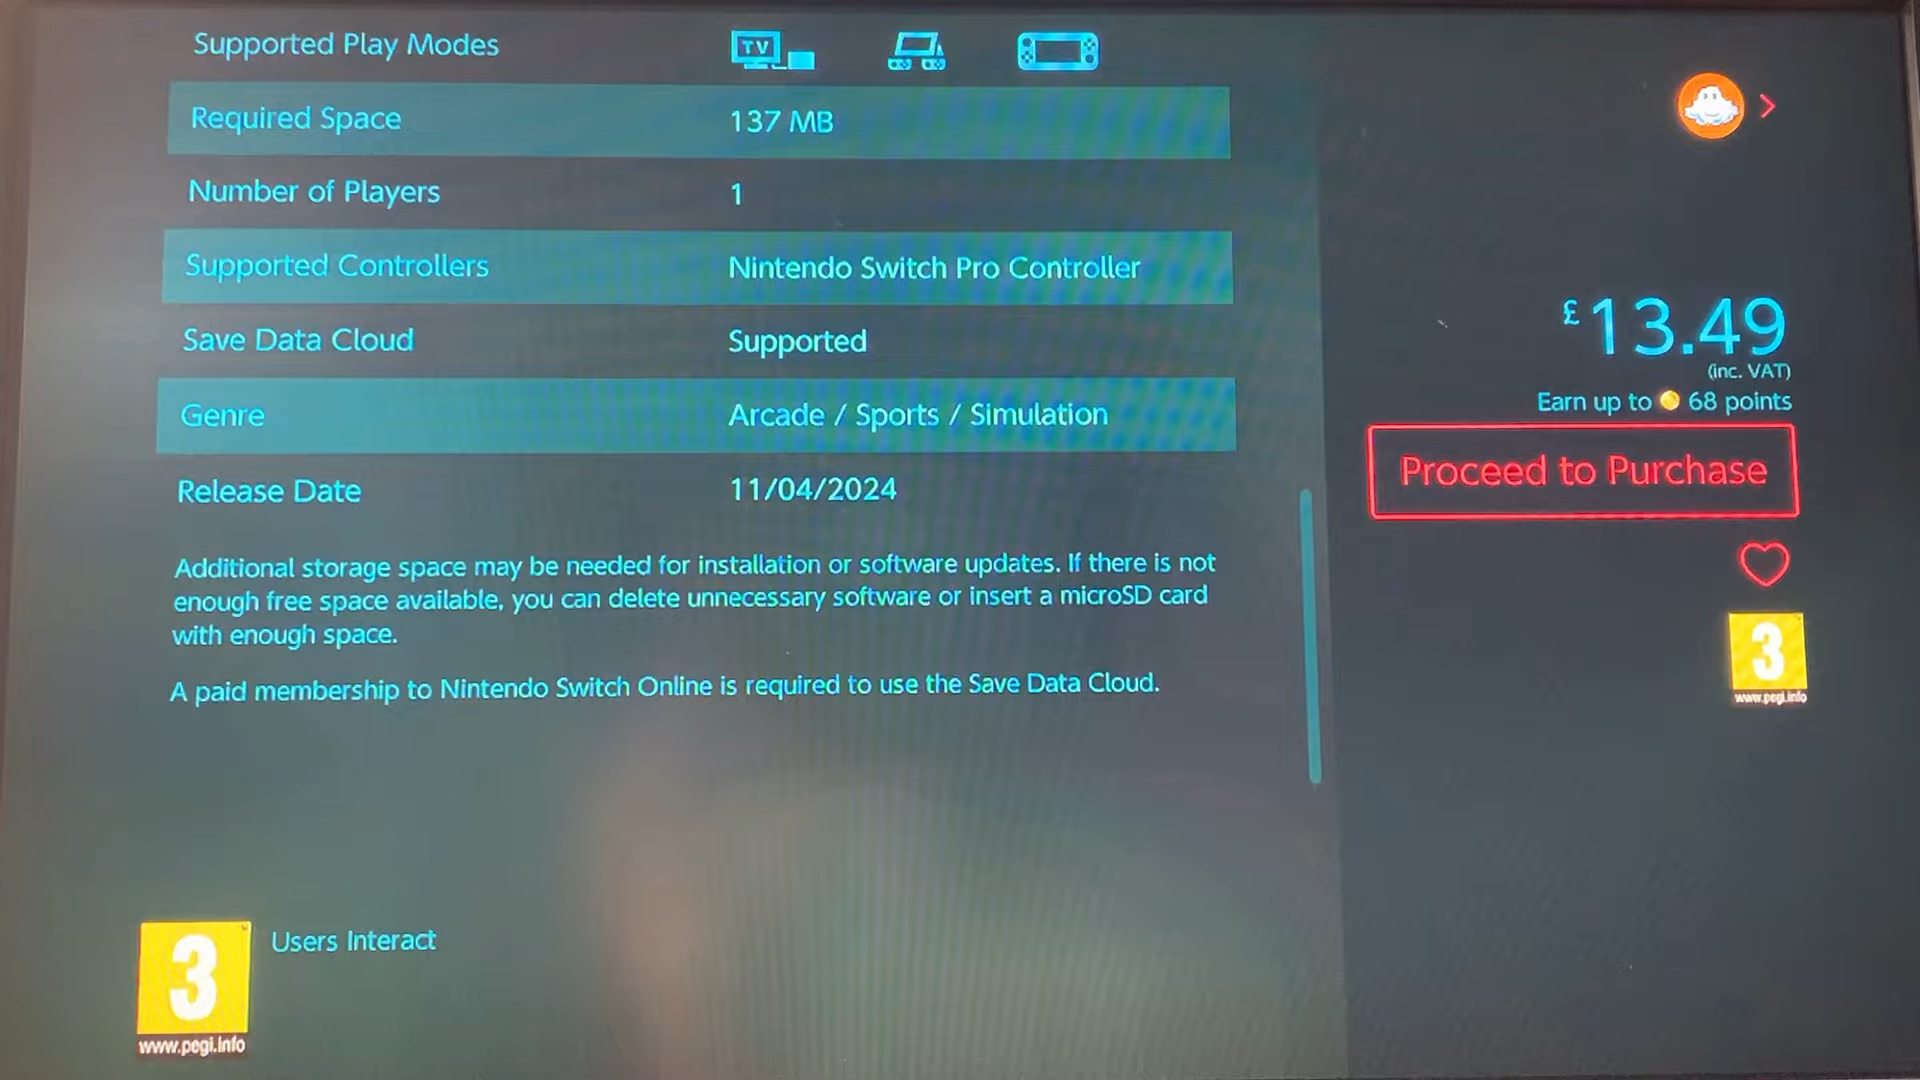 Supported Play Modes
TV
Required Space 137 MB
Number of Players 1
Supported Controllers Nintendo Switch Pro Controller
Save Data Cloud Supported
Genre Arcade / Sports / Simulation
Release Date 11/04/2024
Additional storage space may be needed for installation or software updates. If there is not
enough free space available, you can delete unnecessary software or insert a microSD card
with enough space.
A paid membership to Nintendo Switch Online is required to use the Save Data Cloud.
3
www.pegi.info
Users Interact
£13.49
(inc. VAT)
Earn up to 68 points
Proceed to Purchase
3
www.pegi.info